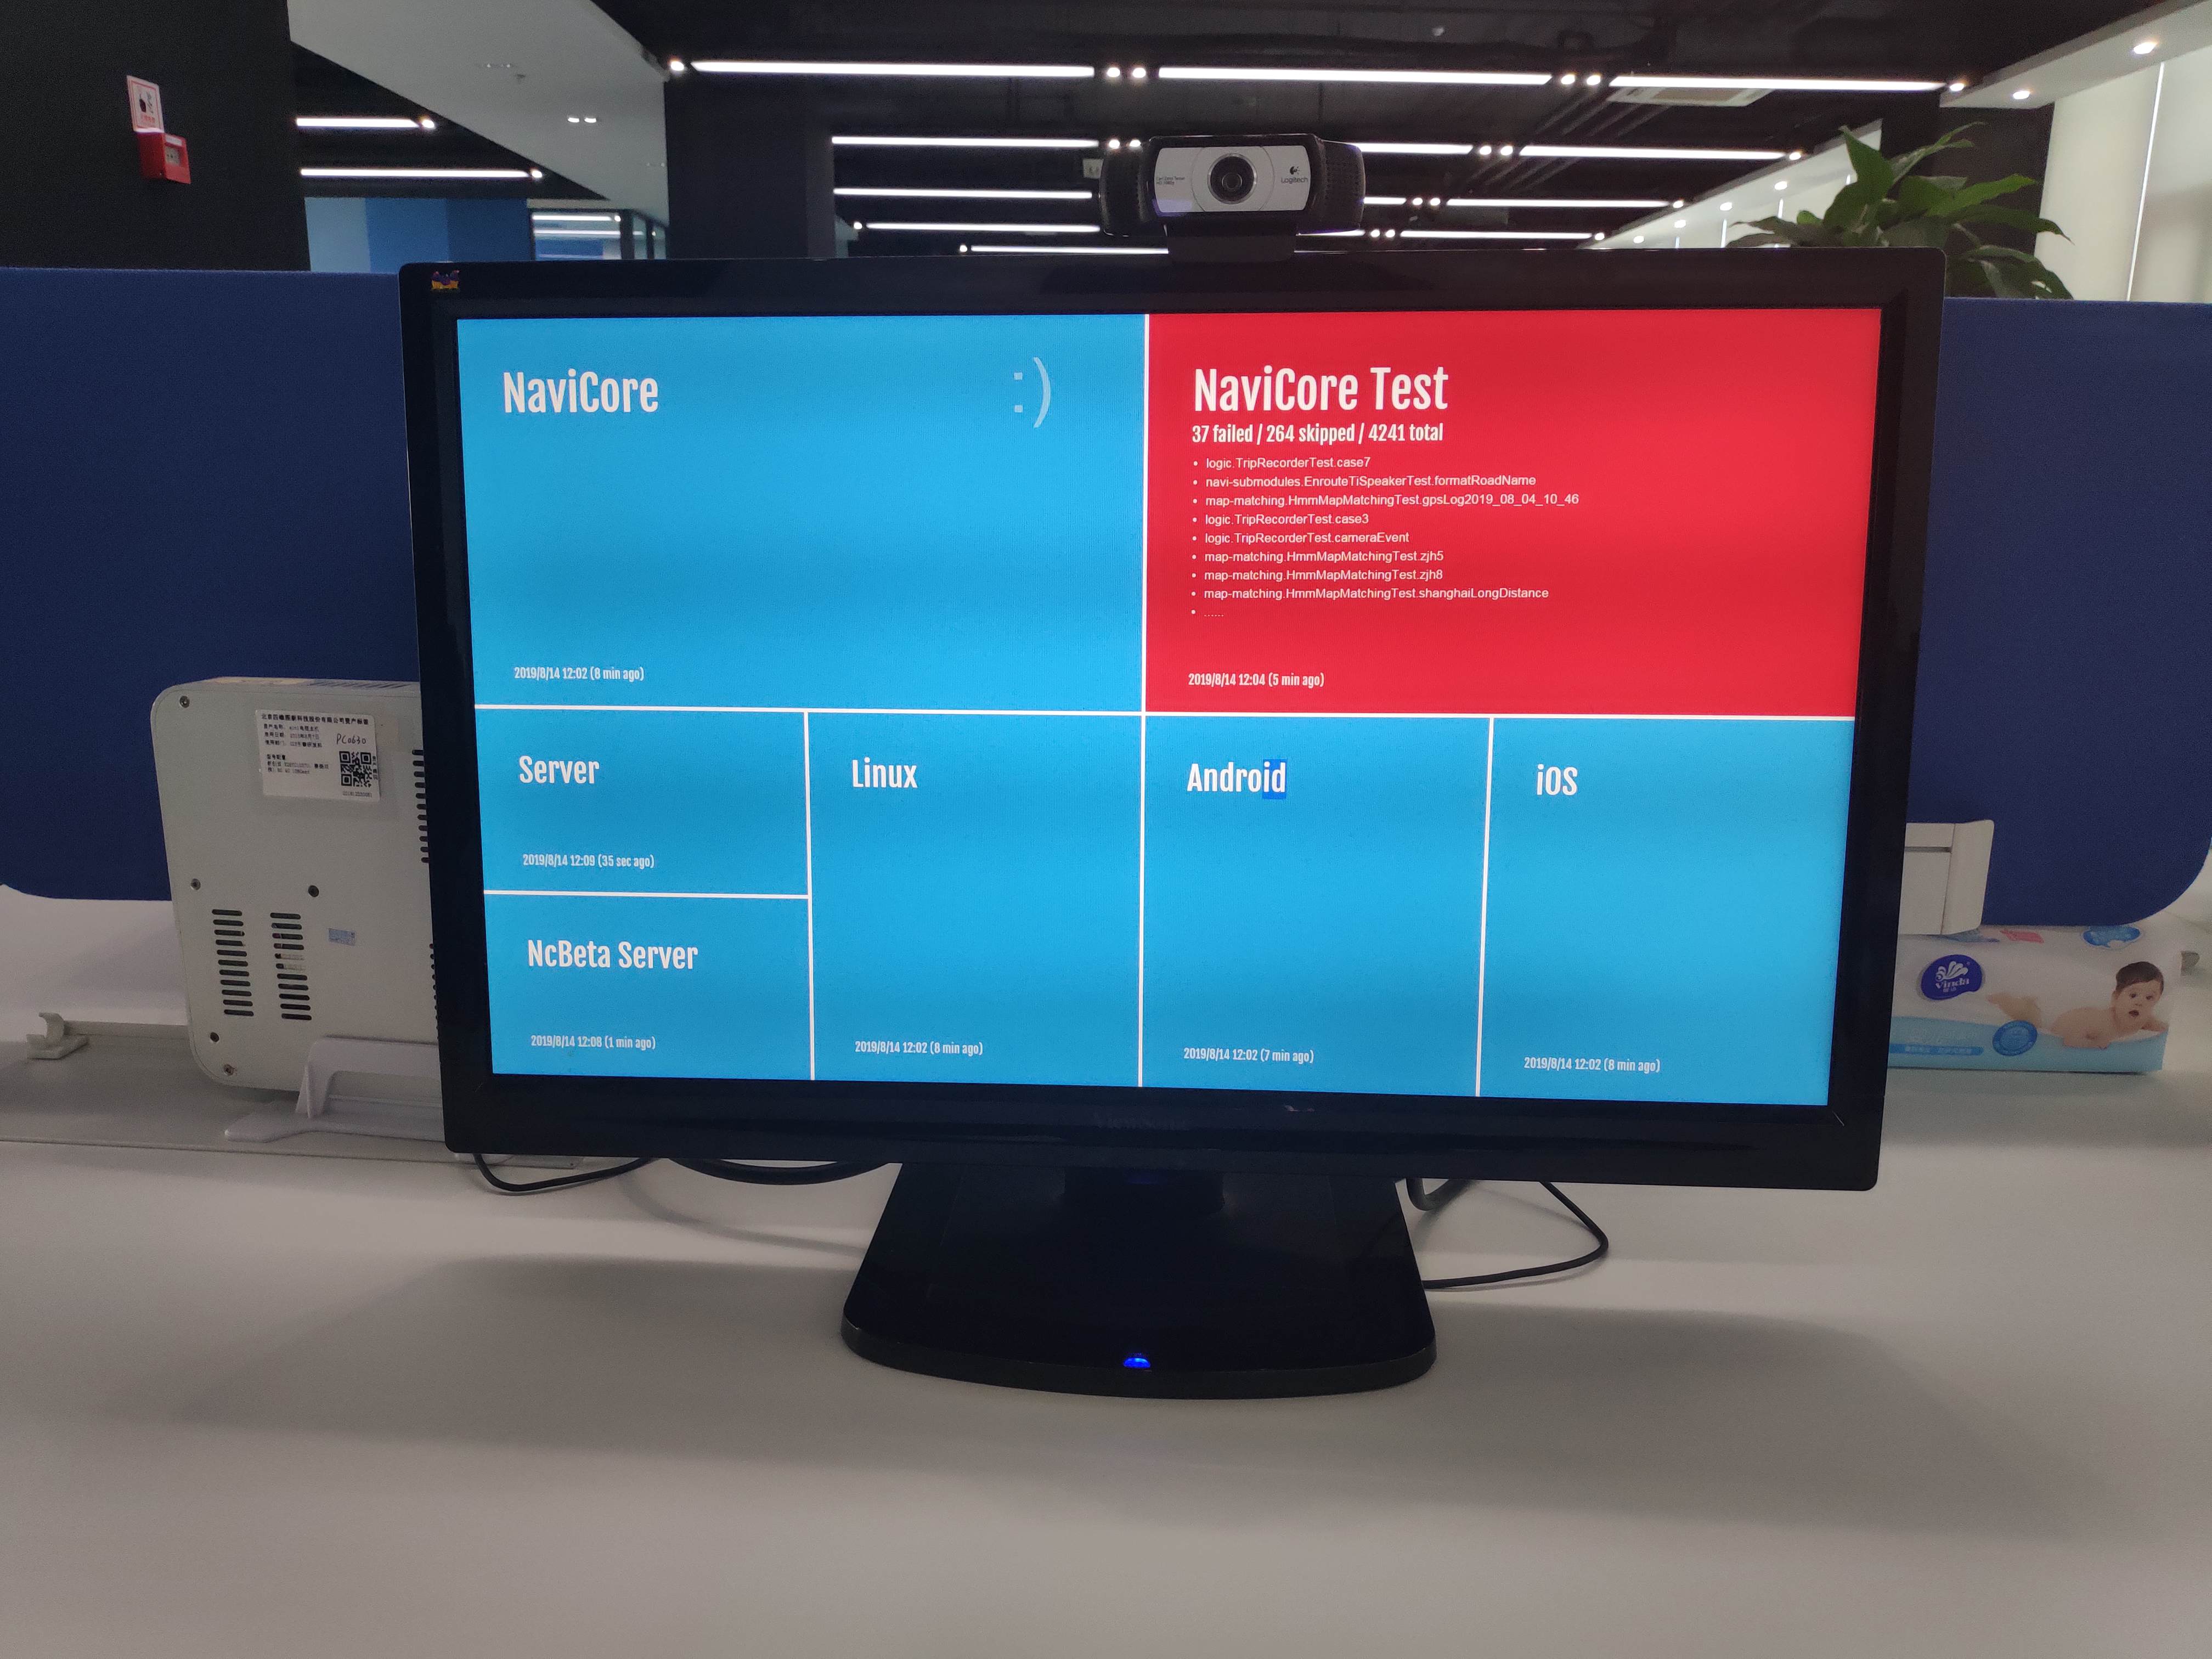 Logitech
NaviCore
:)
2019/8/14 12:02 (8 min ago)
NaviCore Test
37 failed / 264 skipped / 4241 total
• logic.TripRecorderTest.case7
• navi-submodules.EnrouteTiSpeakerTest.formatRoadName
• map-matching.HmmMapMatchingTest.gpsLog2019_08_04_10_46
• logic.TripRecorderTest.case3
• logic.TripRecorderTest.cameraEvent
• map-matching.HmmMapMatchingTest.zjh5
• map-matching.HmmMapMatchingTest.zjh8
• map-matching.HmmMapMatchingTest.shanghaiLongDistance
• ......
2019/8/14 12:04 (5 min ago)
Server
2019/8/14 12:09 (35 sec ago)
NcBeta Server
2019/8/14 12:08 (1 min ago)
Linux
2019/8/14 12:02 (8 min ago)
Android
2019/8/14 12:02 (7 min ago)
iOS
2019/8/14 12:02 (8 min ago)
PC0630
Vinda
ViewSonic